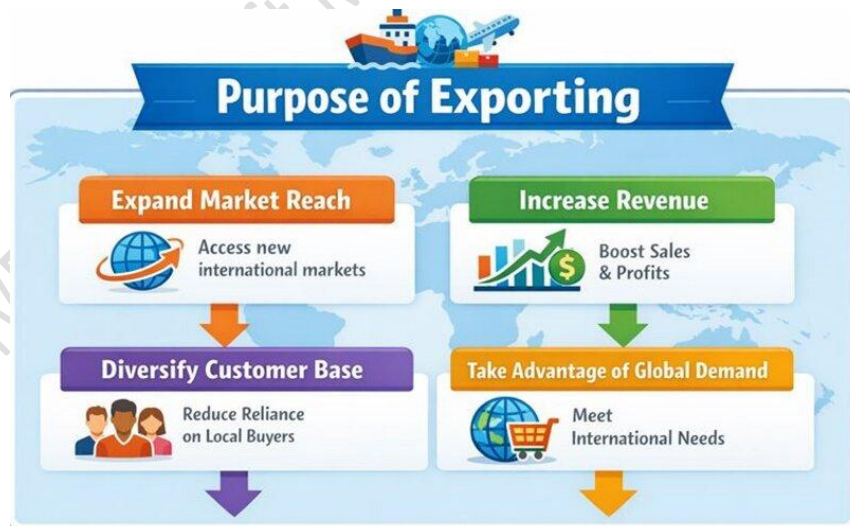 Purpose of Exporting
Expand Market Reach
Access new
international markets
Increase Revenue
Boost Sales
& Profits
Diversify Customer Base
Reduce Reliance
on Local Buyers
Take Advantage of Global Demand
Meet
International Needs